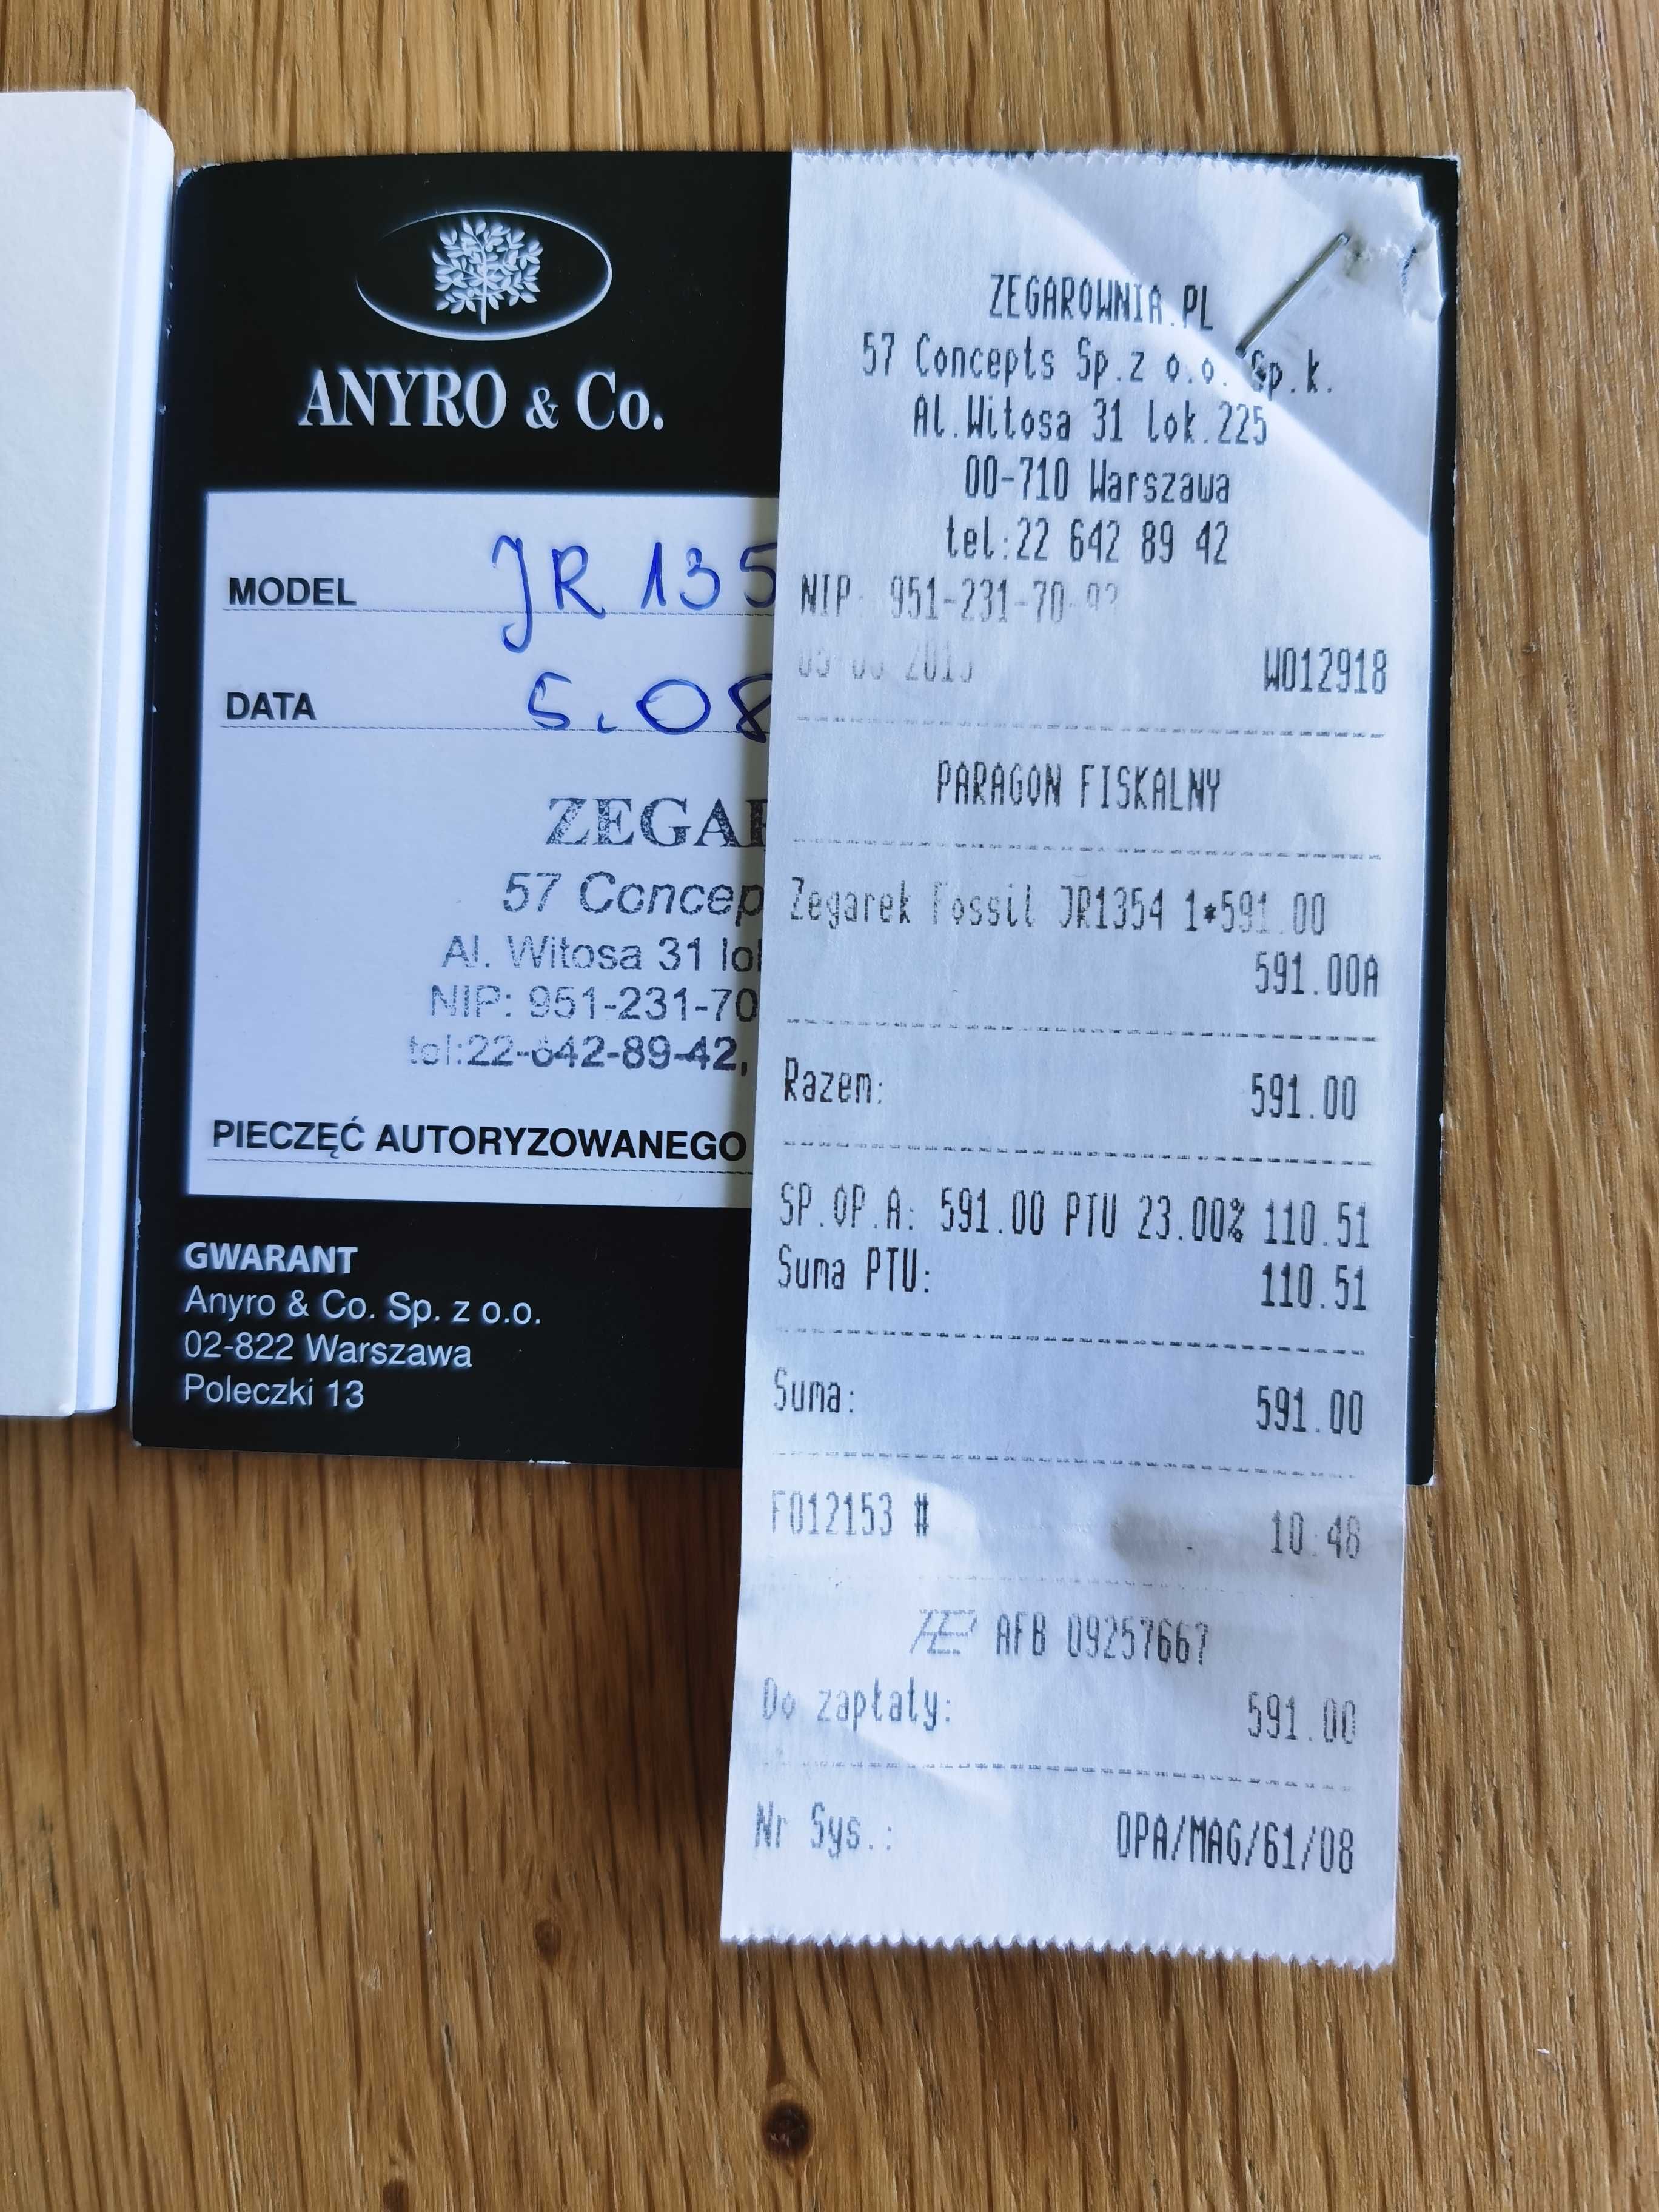 ANYRO & Co.
MODEL JR 135
DATA 5.08
ZEGAR
57 Concep
Al. Witosa 31 lo
NIP: 951-231-70
tel:22-642-89-42,
PIECZĘĆ AUTORYZOWANEGO
GWARANT
Anyro & Co. Sp. z o.o.
02-822 Warszawa
Poleczki 13
ZEGAROWNIA.PL
57 Concepts Sp.z o.o. Sp.k.
Al.Witosa 31 lok.225
00-710 Warszawa
tel:22 642 89 42
NIP: 951-231-70-
W012918
PARAGON FISKALNY
Zegarek Fossil JR1354 1*591.00
591.00A
Razem: 591.00
SP.OP.A: 591.00 PTU 23.00% 110.51
Suma PTU: 110.51
Suma: 591.00
F012153 # 10:48
AFB 09257667
Do zapłaty: 591.00
Nr Sys.: OPA/MAG/61/08